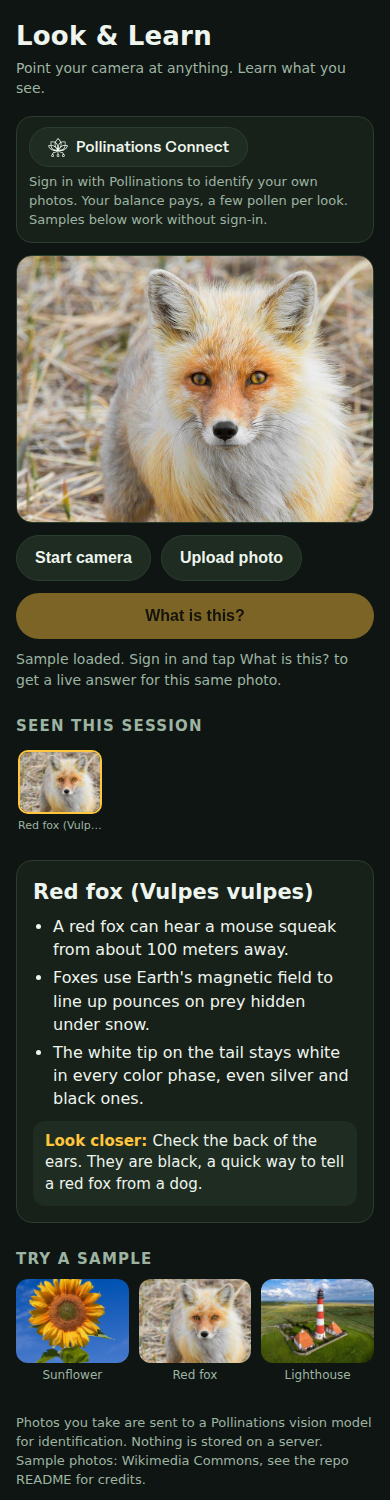 Look & Learn
Point your camera at anything. Learn what you
see.
Pollinations Connect
Sign in with Pollinations to identify your own
photos. Your balance pays, a few pollen per look.
Samples below work without sign-in.
Start camera
Upload photo
What is this?
Sample loaded. Sign in and tap What is this? to
get a live answer for this same photo.
SEEN THIS SESSION
Red fox (Vulp...
Red fox (Vulpes vulpes)
• A red fox can hear a mouse squeak
from about 100 meters away.
• Foxes use Earth's magnetic field to
line up pounces on prey hidden
under snow.
• The white tip on the tail stays white
in every color phase, even silver and
black ones.
Look closer: Check the back of the
ears. They are black, a quick way to tell
a red fox from a dog.
TRY A SAMPLE
Sunflower
Red fox
Lighthouse
Photos you take are sent to a Pollinations vision model
for identification. Nothing is stored on a server.
Sample photos: Wikimedia Commons, see the repo
README for credits.